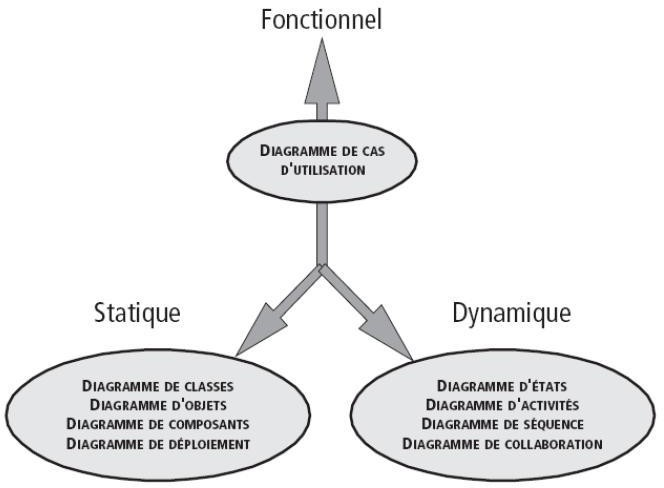 Fonctionnel
DIAGRAMME DE CAS
D'UTILISATION
Statique
Dynamique
DIAGRAMME DE CLASSES
DIAGRAMME D'OBJETS
DIAGRAMME DE COMPOSANTS
DIAGRAMME DE DÉPLOIEMENT
DIAGRAMME D'ÉTATS
DIAGRAMME D'ACTIVITÉS
DIAGRAMME DE SÉQUENCE
DIAGRAMME DE COLLABORATION